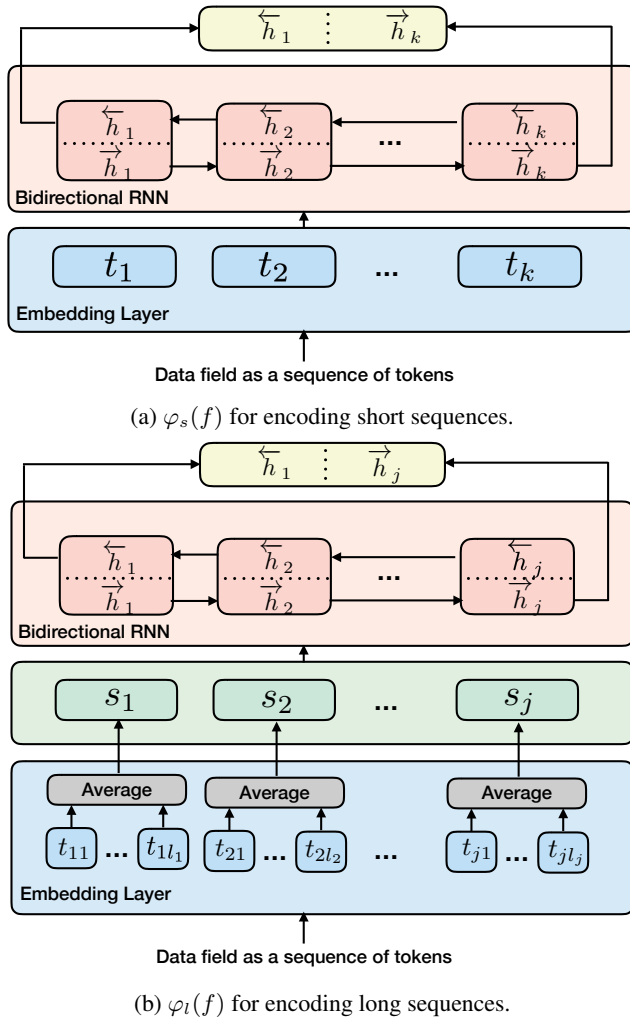 ←h 1 ⋮ →h k
←h 1 ←h 2 ←h k
...
→h 1 →h 2 →h k
Bidirectional RNN
t1 t2 ... tk
Embedding Layer
Data field as a sequence of tokens
(a) φs(f) for encoding short sequences.
←h 1 ⋮ →h j
←h 1 ←h 2 ←h j
...
→h 1 →h 2 →h j
Bidirectional RNN
s1 s2 ... sj
Average Average Average
t11 ... t1l1 t21 ... t2l2 ... tj1 ... tjlj
Embedding Layer
Data field as a sequence of tokens
(b) φl(f) for encoding long sequences.